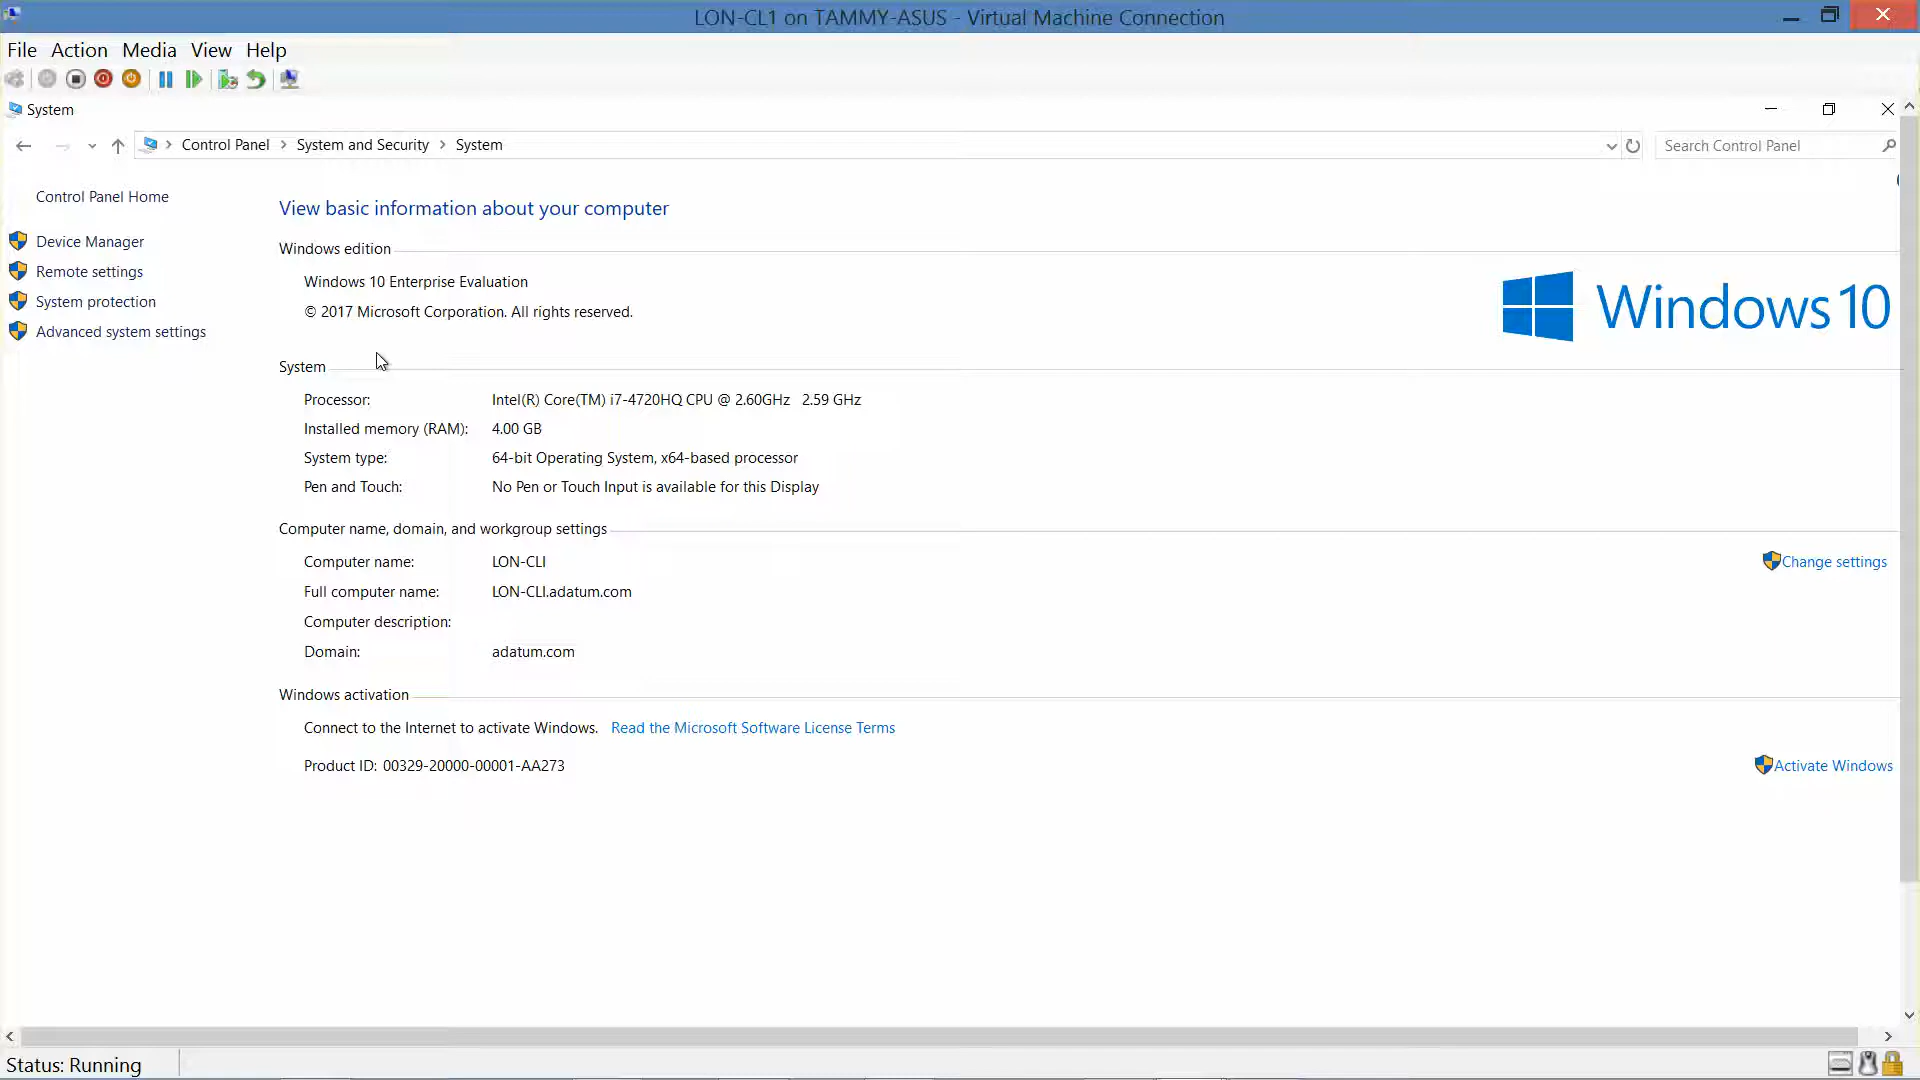 LON-CL1 on TAMMY-ASUS - Virtual Machine Connection
File Action Media View Help
System
Control Panel > System and Security > System
Search Control Panel
Control Panel Home
Device Manager
Remote settings
System protection
Advanced system settings
View basic information about your computer
Windows edition
Windows 10 Enterprise Evaluation
© 2017 Microsoft Corporation. All rights reserved.
Windows 10
System
Processor: Intel(R) Core(TM) i7-4720HQ CPU @ 2.60GHz 2.59 GHz
Installed memory (RAM): 4.00 GB
System type: 64-bit Operating System, x64-based processor
Pen and Touch: No Pen or Touch Input is available for this Display
Computer name, domain, and workgroup settings
Computer name: LON-CLI
Change settings
Full computer name: LON-CLI.adatum.com
Computer description:
Domain: adatum.com
Windows activation
Connect to the Internet to activate Windows. Read the Microsoft Software License Terms
Product ID: 00329-20000-00001-AA273
Activate Windows
Status: Running